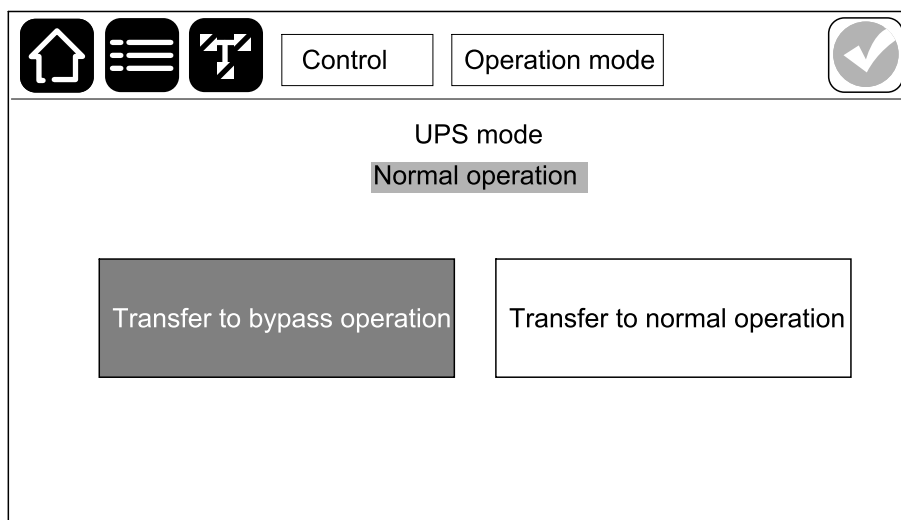 Control
Operation mode
UPS mode
Normal operation
Transfer to bypass operation
Transfer to normal operation